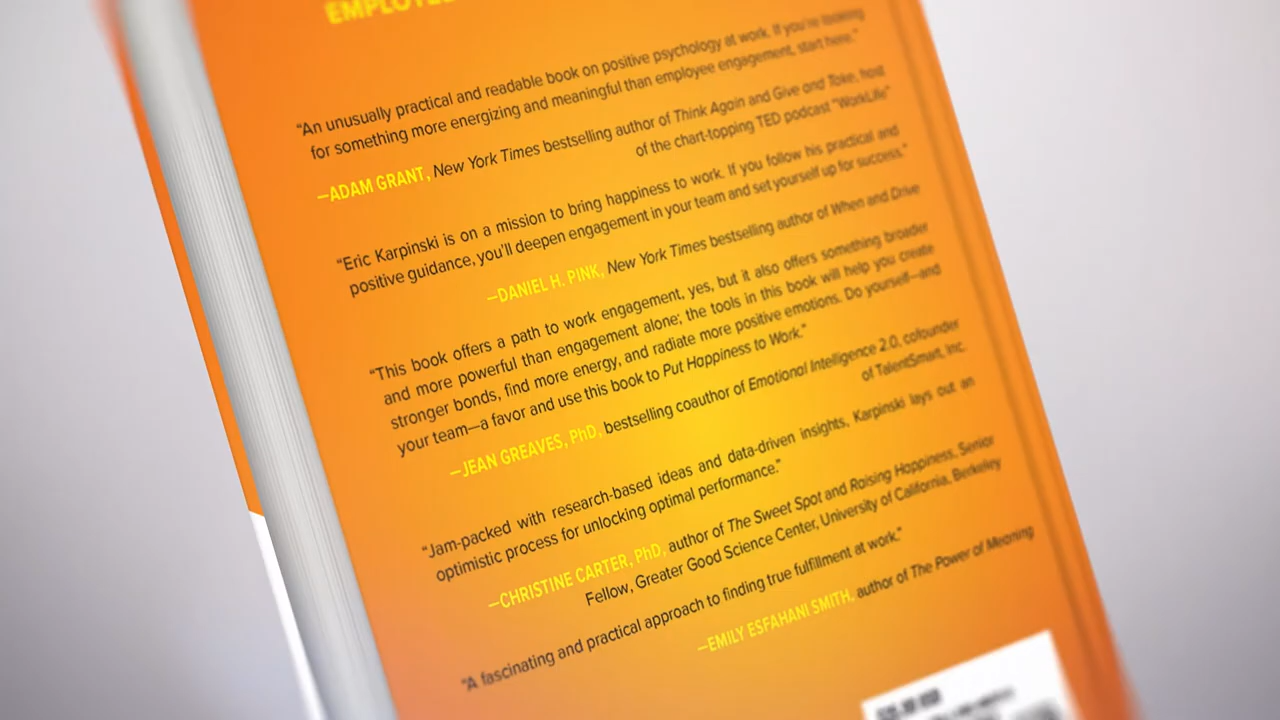 “An unusually practical and readable book on positive psychology at work. If you’re looking
for something more energizing and meaningful than employee engagement, start here.”
—ADAM GRANT, New York Times bestselling author of Think Again and Give and Take, host
of the chart-topping TED podcast “WorkLife”
“Eric Karpinski is on a mission to bring happiness to work. If you follow his practical and
positive guidance, you’ll deepen engagement in your team and set yourself up for success.”
—DANIEL H. PINK, New York Times bestselling author of When and Drive
“This book offers a path to work engagement, yes, but it also offers something broader
and more powerful than engagement alone; the tools in this book will help you create
stronger bonds, find more energy, and radiate more positive emotions. Do yourself—and
your team—a favor and use this book to Put Happiness to Work.”
—JEAN GREAVES, PhD, bestselling coauthor of Emotional Intelligence 2.0, cofounder
of TalentSmart, Inc.
“Jam-packed with research-based ideas and data-driven insights, Karpinski lays out an
optimistic process for unlocking optimal performance.”
—CHRISTINE CARTER, PhD, author of The Sweet Spot and Raising Happiness, Senior
Fellow, Greater Good Science Center, University of California, Berkeley
“A fascinating and practical approach to finding true fulfillment at work.”
—EMILY ESFAHANI SMITH, author of The Power of Meaning